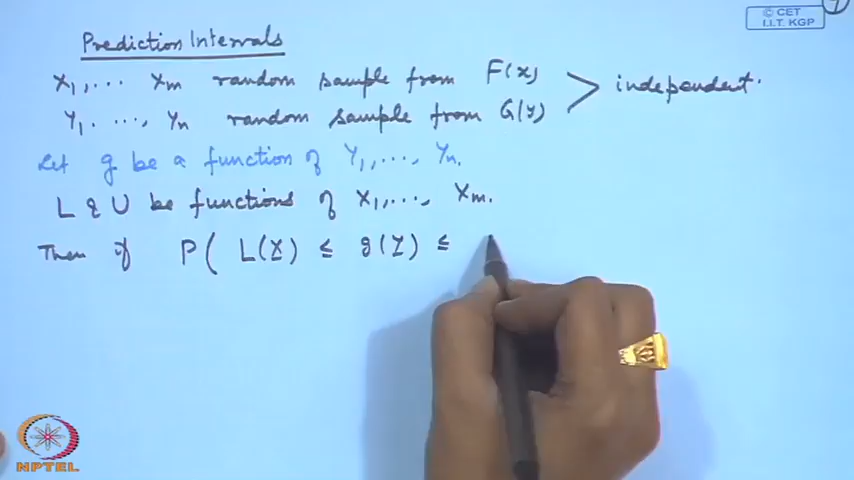 © CET
I.I.T. KGP
7
Prediction Intervals
X₁, ... Xₘ random sample from F(x)
Y₁, ..., Yₙ random sample from G(y) > independent.
Let g be a function of Y₁, ..., Yₙ.
L & U be functions of X₁, ..., Xₘ.
Then if P( L(X) ≤ g(Y) ≤
NPTEL